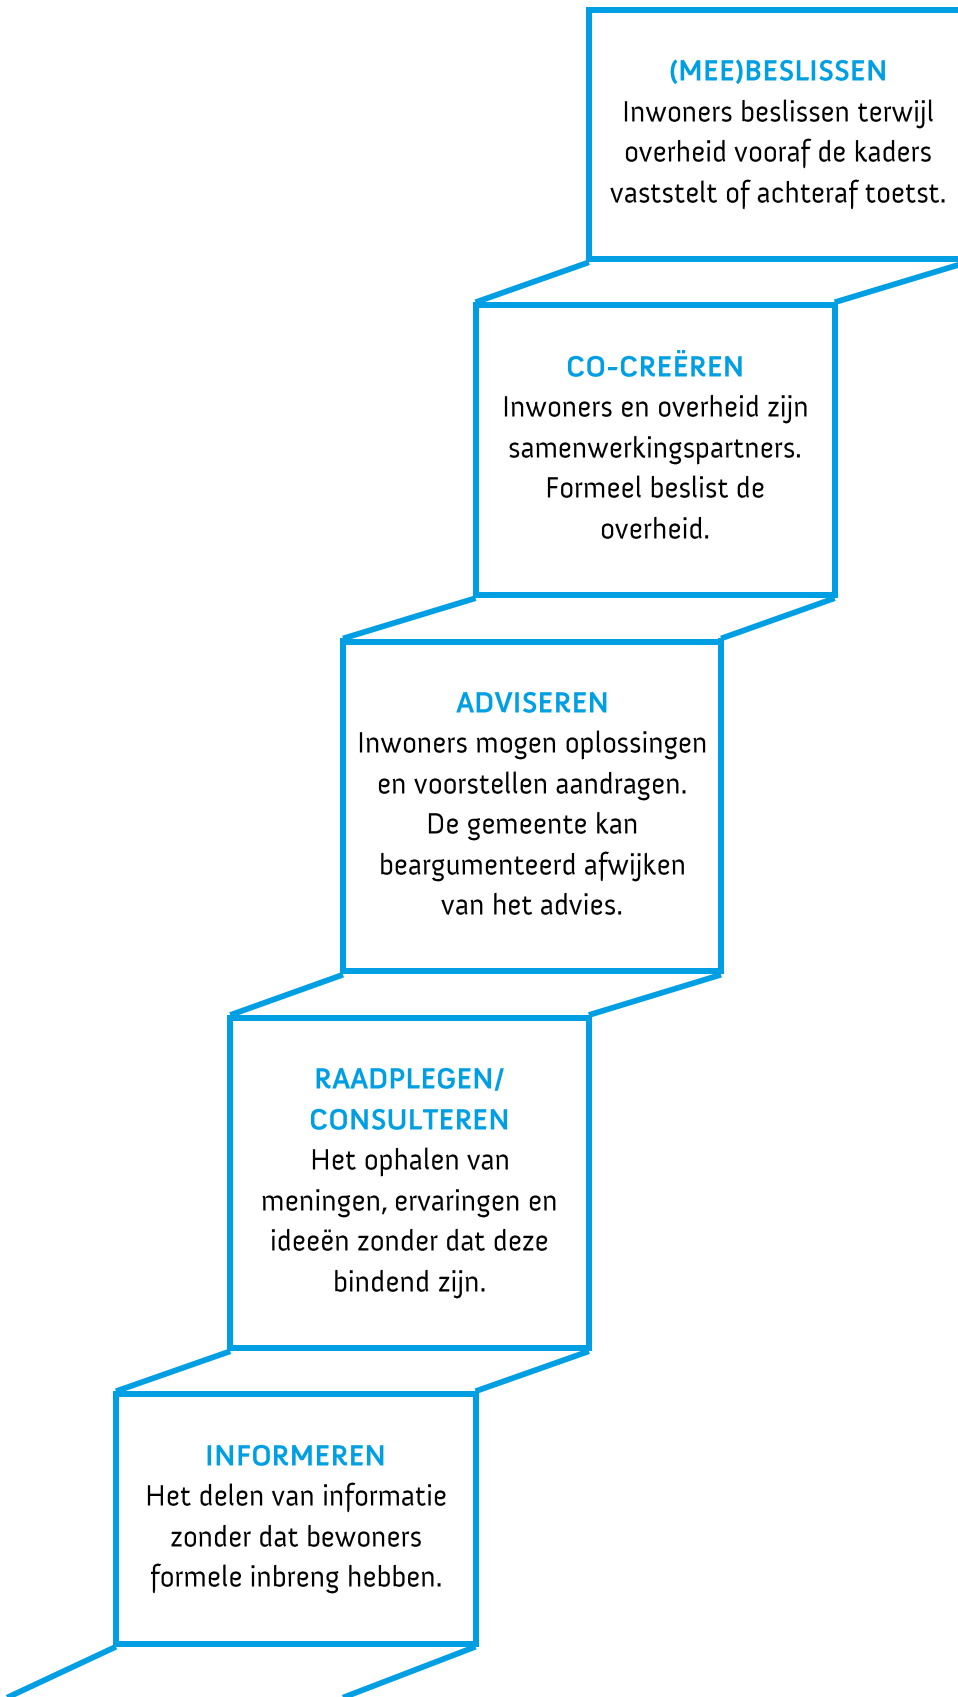 (MEE)BESLISSEN
Inwoners beslissen terwijl
overheid vooraf de kaders
vaststelt of achteraf toetst.
CO-CREËREN
Inwoners en overheid zijn
samenwerkingspartners.
Formeel beslist de
overheid.
ADVISEREN
Inwoners mogen oplossingen
en voorstellen aandragen.
De gemeente kan
beargumenteerd afwijken
van het advies.
RAADPLEGEN/
CONSULTEREN
Het ophalen van
meningen, ervaringen en
ideeën zonder dat deze
bindend zijn.
INFORMEREN
Het delen van informatie
zonder dat bewoners
formele inbreng hebben.